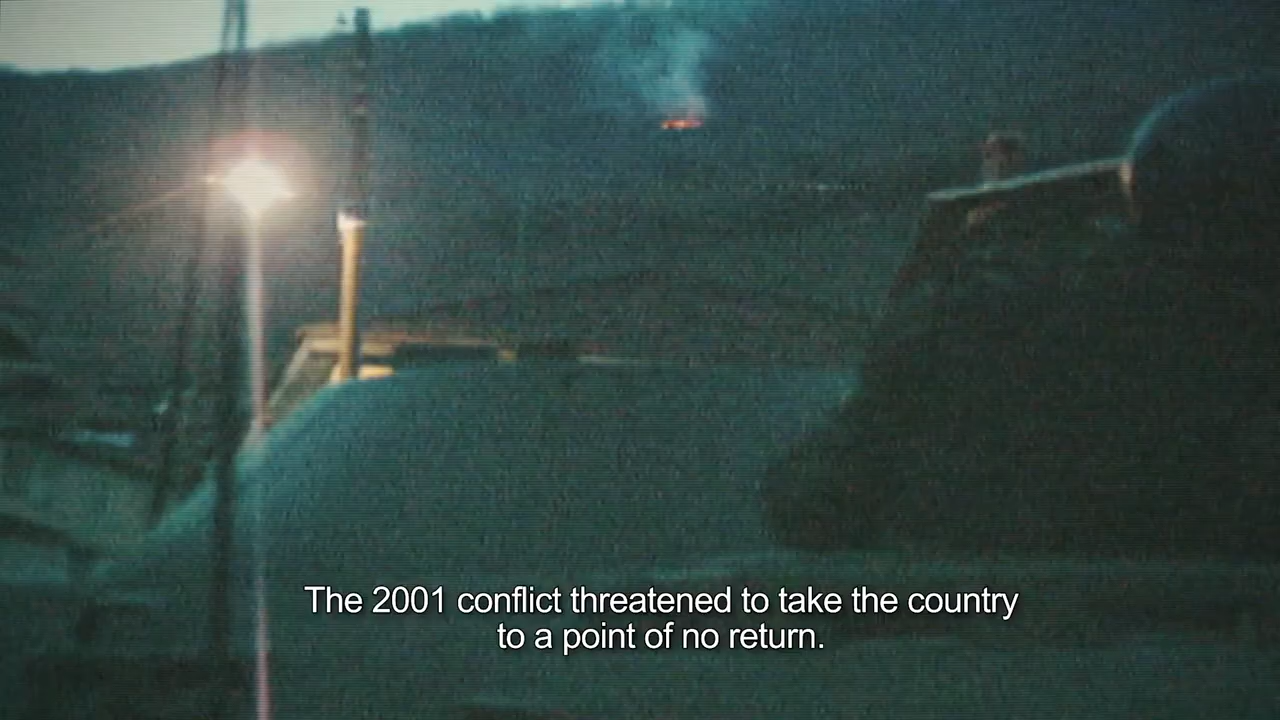 The 2001 conflict threatened to take the country
to a point of no return.